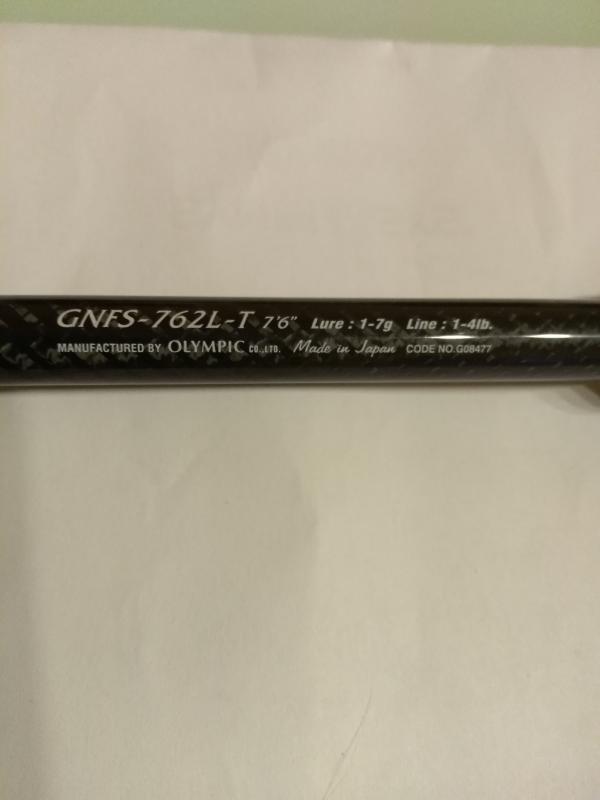 GNFS-762L-T 7'6" Lure : 1-7g Line : 1-4lb.
MANUFACTURED BY OLYMPIC CO.,LTD. Made in Japan CODE NO.G08477